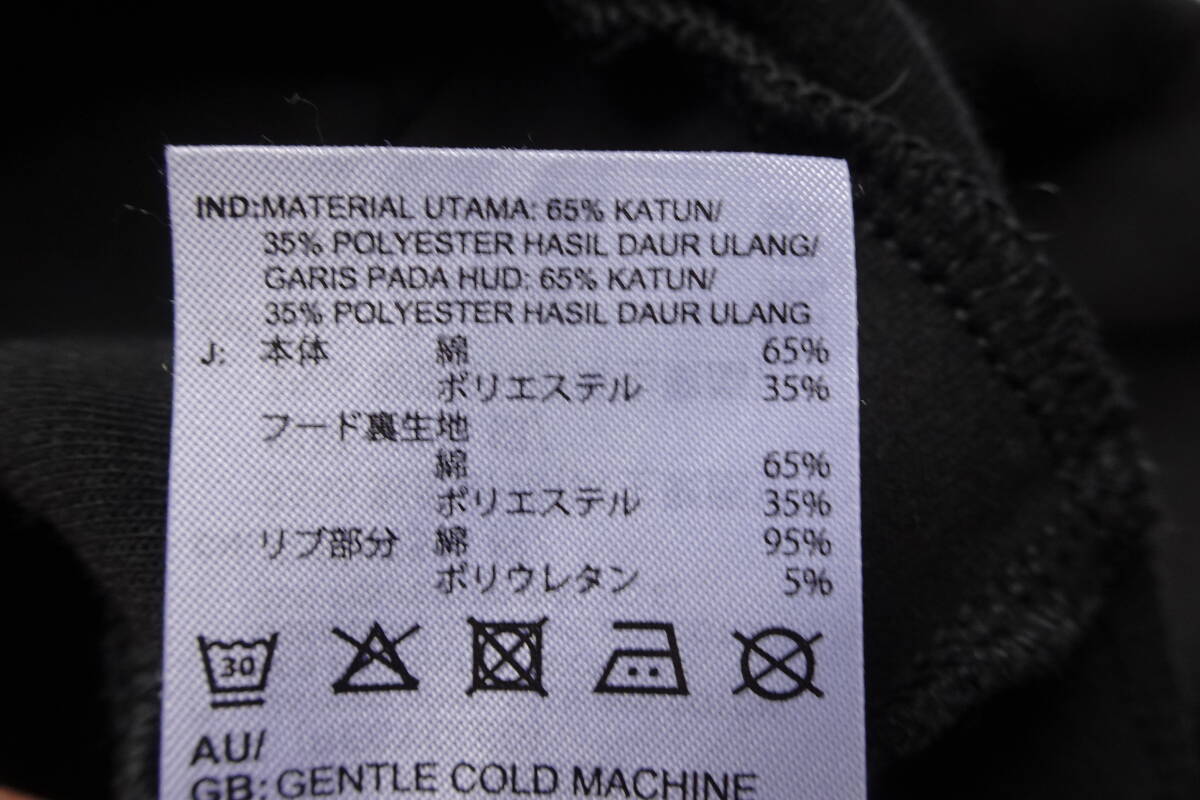 IND:MATERIAL UTAMA: 65% KATUN/
35% POLYESTER HASIL DAUR ULANG/
GARIS PADA HUD: 65% KATUN/
35% POLYESTER HASIL DAUR ULANG
J: 本体 綿 65%
ポリエステル 35%
フード裏生地
綿 65%
ポリエステル 35%
リブ部分 綿 95%
ポリウレタン 5%
30
AU/
GB:GENTLE COLD MACHINE